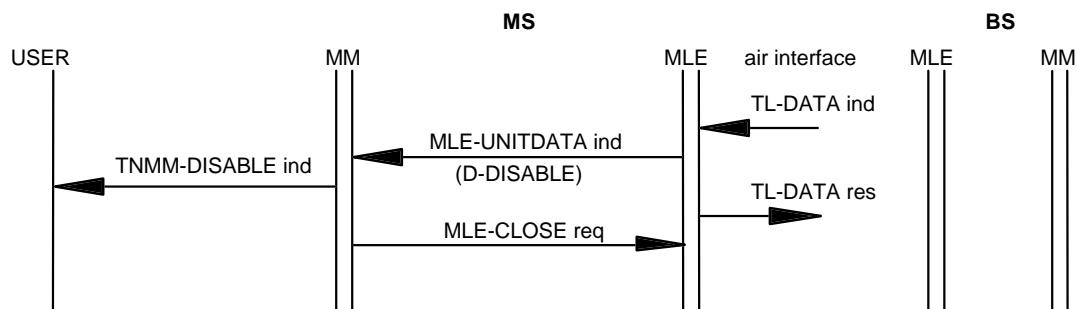 MS BS
USER MM MLE air interface MLE MM
TL-DATA ind
MLE-UNITDATA ind
TNMM-DISABLE ind
(D-DISABLE)
TL-DATA res
MLE-CLOSE req